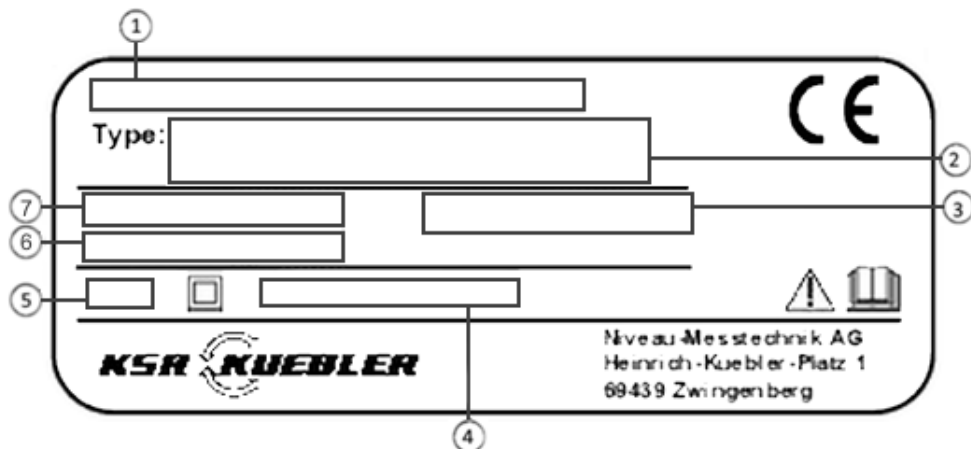 1
CE
Type:
2
7
3
6
5
KSR KUEBLER
Niveau-Messtechnik AG
Heinrich-Kuebler-Platz 1
69439 Zwingenberg
4